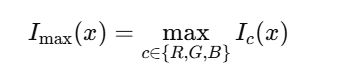 I_max(x) = max_{c∈{R,G,B}} I_c(x)